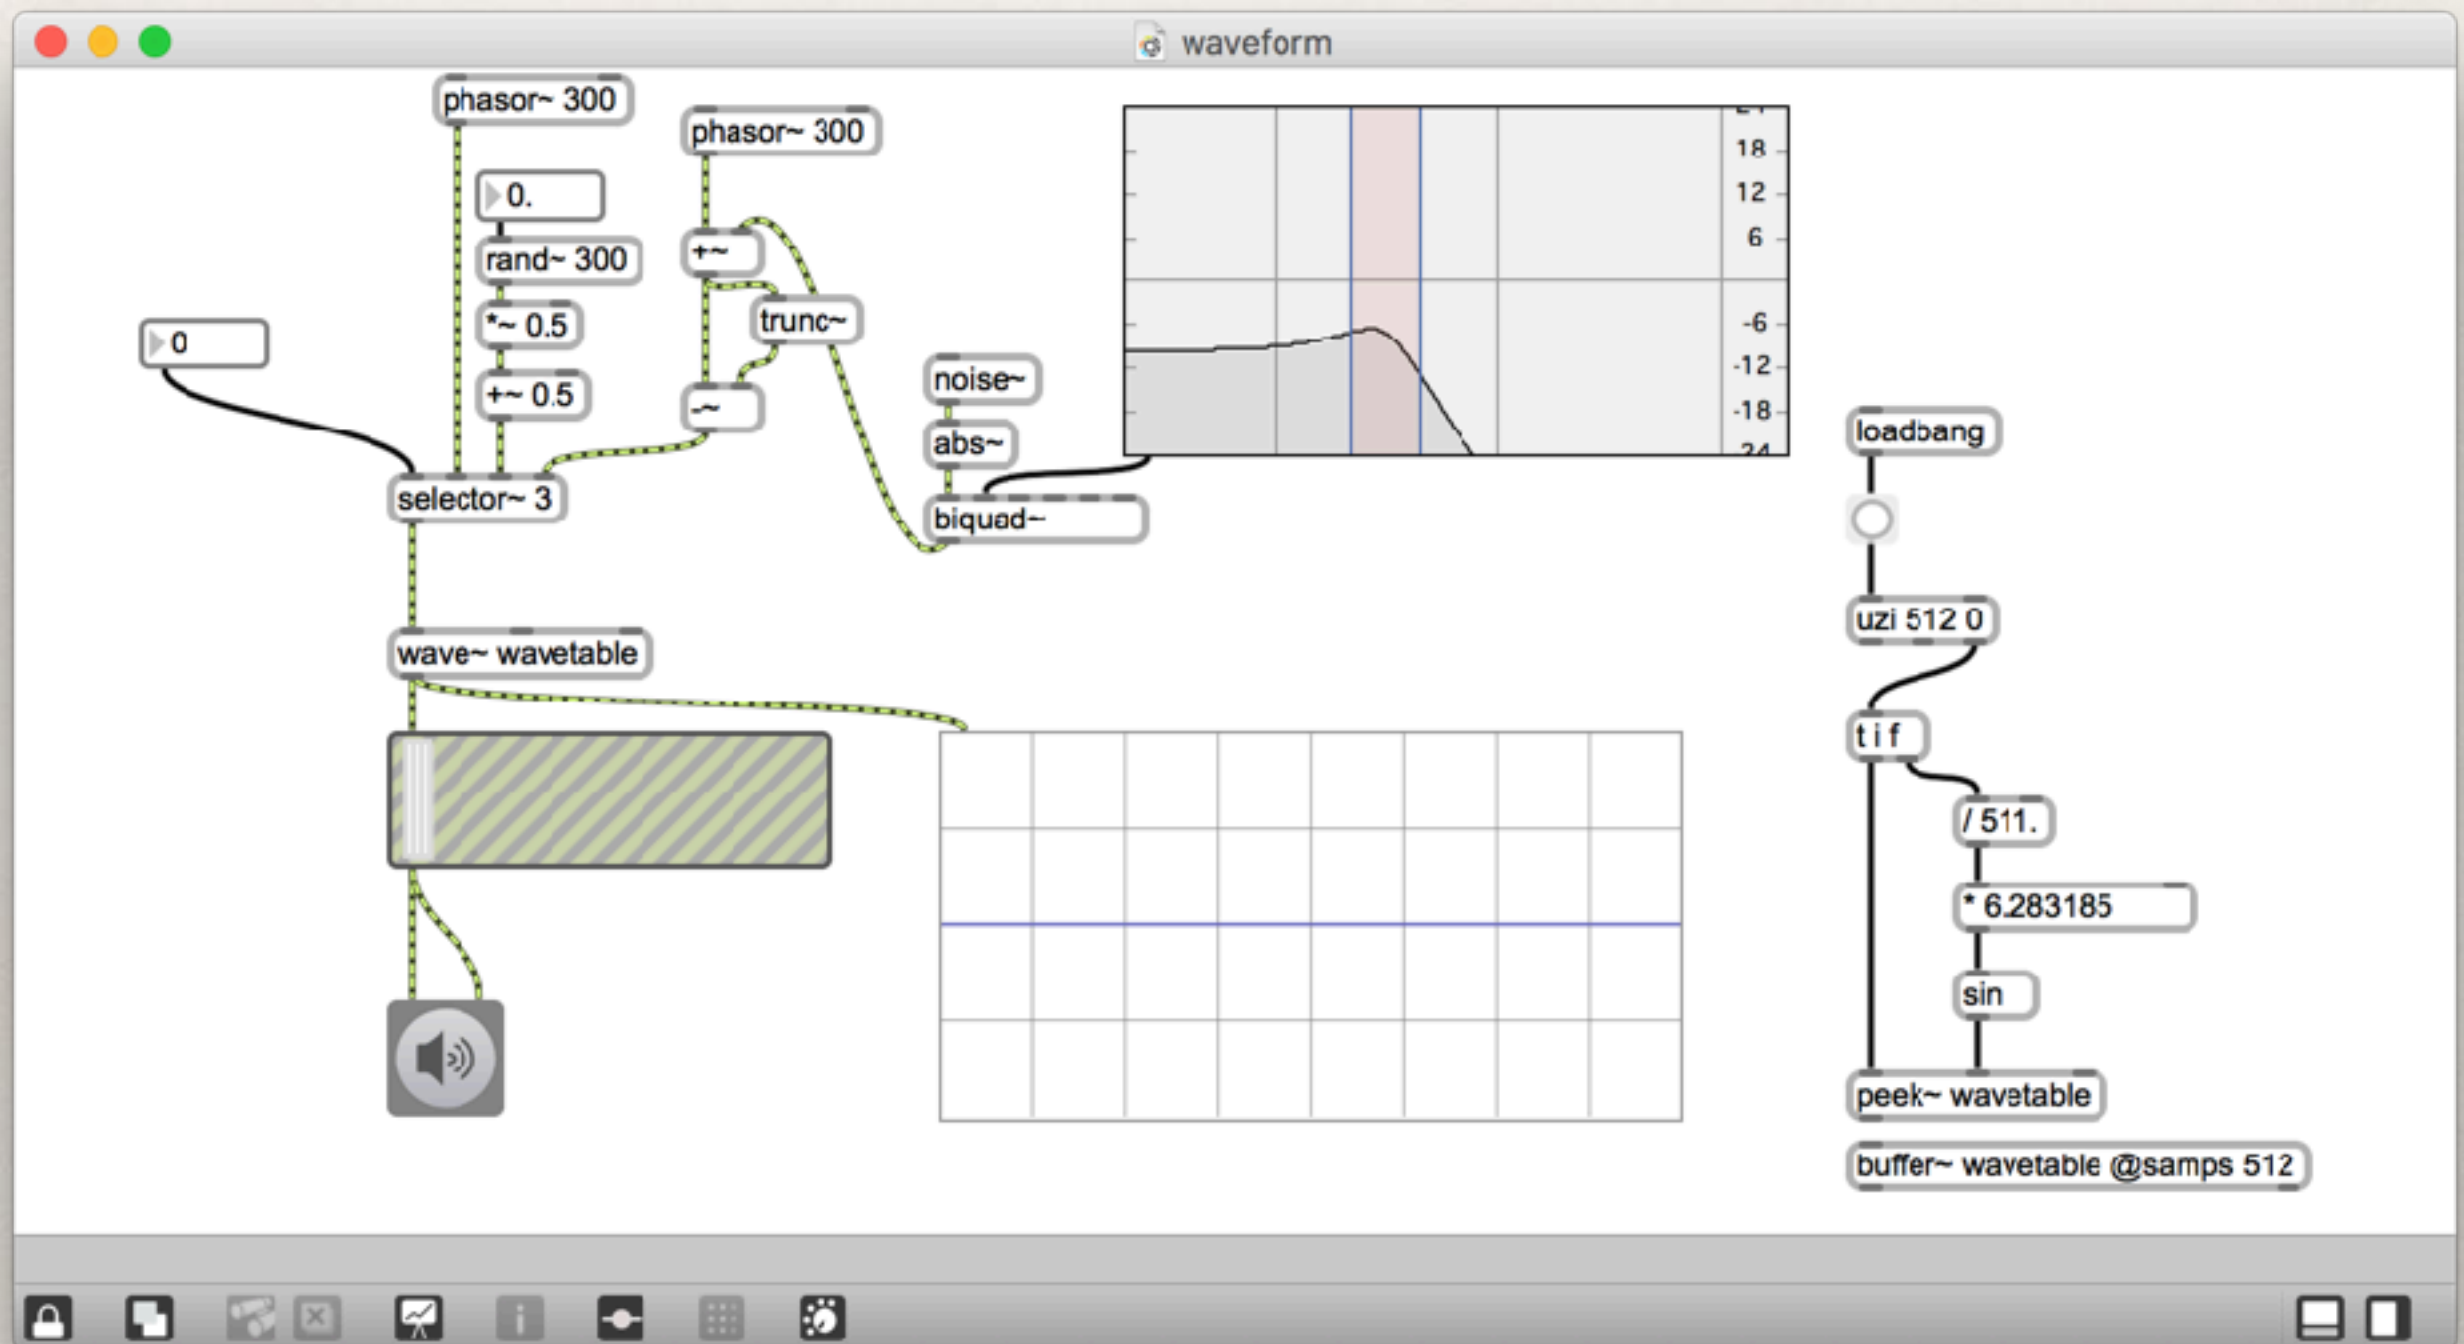 waveform
phasor~ 300
phasor~ 300
0.
+~
rand~ 300
*~ 0.5
trunc~
0
+~ 0.5
-~
noise~
abs~
selector~ 3
biquad~
18
12
6
-6
-12
-18
loadbang
uzi 512 0
wave~ wavetable
t i f
/ 511.
* 6.283185
sin
peek~ wavetable
buffer~ wavetable @samps 512